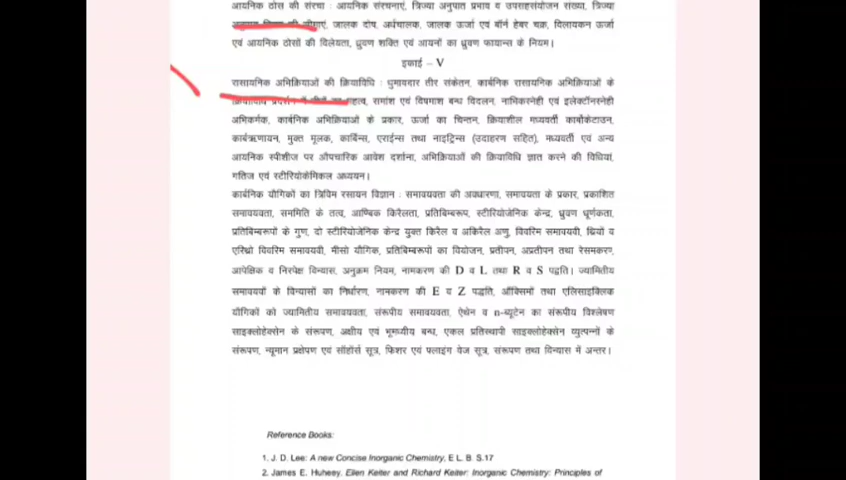 आयनिक ठोस की संरचा : आयनिक संरचनाएं, त्रिज्या अनुपात प्रभाव व उपसहसंयोजन संख्या, त्रिज्या
सीमाएं, जालक दोष, अर्धचालक, जालक ऊर्जा एवं बॉर्न हेबर चक्र, विलायकन ऊर्जा
एवं आयनिक ठोसों की विलेयता, ध्रुवण शक्ति एवं आयनों का ध्रुवण फायान्स के नियम।
इकाई – V
रासायनिक अभिक्रियाओं की क्रियाविधि : घुमावदार तीर संकेतन, कार्बनिक रासायनिक अभिक्रियाओं के
महत्व, समांश एवं विषमाश बन्ध विदलन, नाभिकस्नेही एवं इलेक्ट्रॉनस्नेही
अभिकर्मक, कार्बनिक अभिक्रियाओं के प्रकार, ऊर्जा का चिन्तन, क्रियाशील मध्यवर्ती कार्बोकेटाउन,
कार्बऋणायन, मुक्त मूलक, कार्बिन्स, एराईन्स तथा नाइट्रिन्स (उदाहरण सहित), मध्यवर्ती एवं अन्य
आयनिक स्पीशीज पर औपचारिक आवेश दर्शाना, अभिक्रियाओं की क्रियाविधि ज्ञात करने की विधियां,
गतिज एवं स्टीरियोकेमिकल अध्ययन।
कार्बनिक यौगिकों का त्रिविम रसायन विज्ञान : समावयवता की अवधारणा, समावयता के प्रकार, प्रकाशित
समावयवता, सममिति के तत्व, आण्विक किरैलता, प्रतिबिम्बरूप, स्टीरियोजेनिक केन्द्र, ध्रुवण घूर्णकता,
प्रतिबिम्बरूपों के गुण, दो स्टीरियोजेनिक केन्द्र युक्त किरैल व अकिरैल अणु, विवरिम समावयवी, थ्रियों व
एरिथ्रो विवरिम समावयवी, मीसो यौगिक, प्रतिबिम्बरूपों का वियोजन, प्रतीपन, अप्रतीपन तथा रेसमकरण,
आपेक्षिक व निरपेक्ष विन्यास, अनुक्रम नियम, नामकरण की D व L तथा R व S पद्वति। ज्यामितीय
समावययों के विन्यासों का निर्धारण, नामकरण की E व Z पद्धति, ऑक्सिमों तथा एलिसाइक्लिक
यौगिकों को ज्यामितीय समावयवता, संरूपीय समावयवता, ऐथेन व n-ब्यूटेन का संरूपीय विश्लेषण
साइक्लोहेक्सेन के संरूपण, अक्षीय एवं भूमध्यीय बन्ध, एकल प्रतिस्थापी साइक्लोहेक्सेन व्युत्पन्नों के
संरूपण, न्यूमान प्रक्षेपण एवं सॉहॉर्स सूत्र, फिशर एवं फ्लाइंग वेज सूत्र, संरूपण तथा विन्यास में अन्तर।
Reference Books:
1. J. D. Lee: A new Concise Inorganic Chemistry, E L. B S.17
2. James E. Huheey. Ellen Keiter and Richard Keiter: Inorganic Chemistry: Principles of